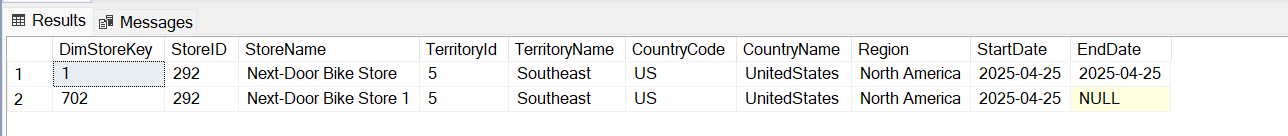 Results Messages
DimStoreKey StoreID StoreName TerritoryId TerritoryName CountryCode CountryName Region StartDate EndDate
1 1 292 Next-Door Bike Store 5 Southeast US UnitedStates North America 2025-04-25 2025-04-25
2 702 292 Next-Door Bike Store 1 5 Southeast US UnitedStates North America 2025-04-25 NULL